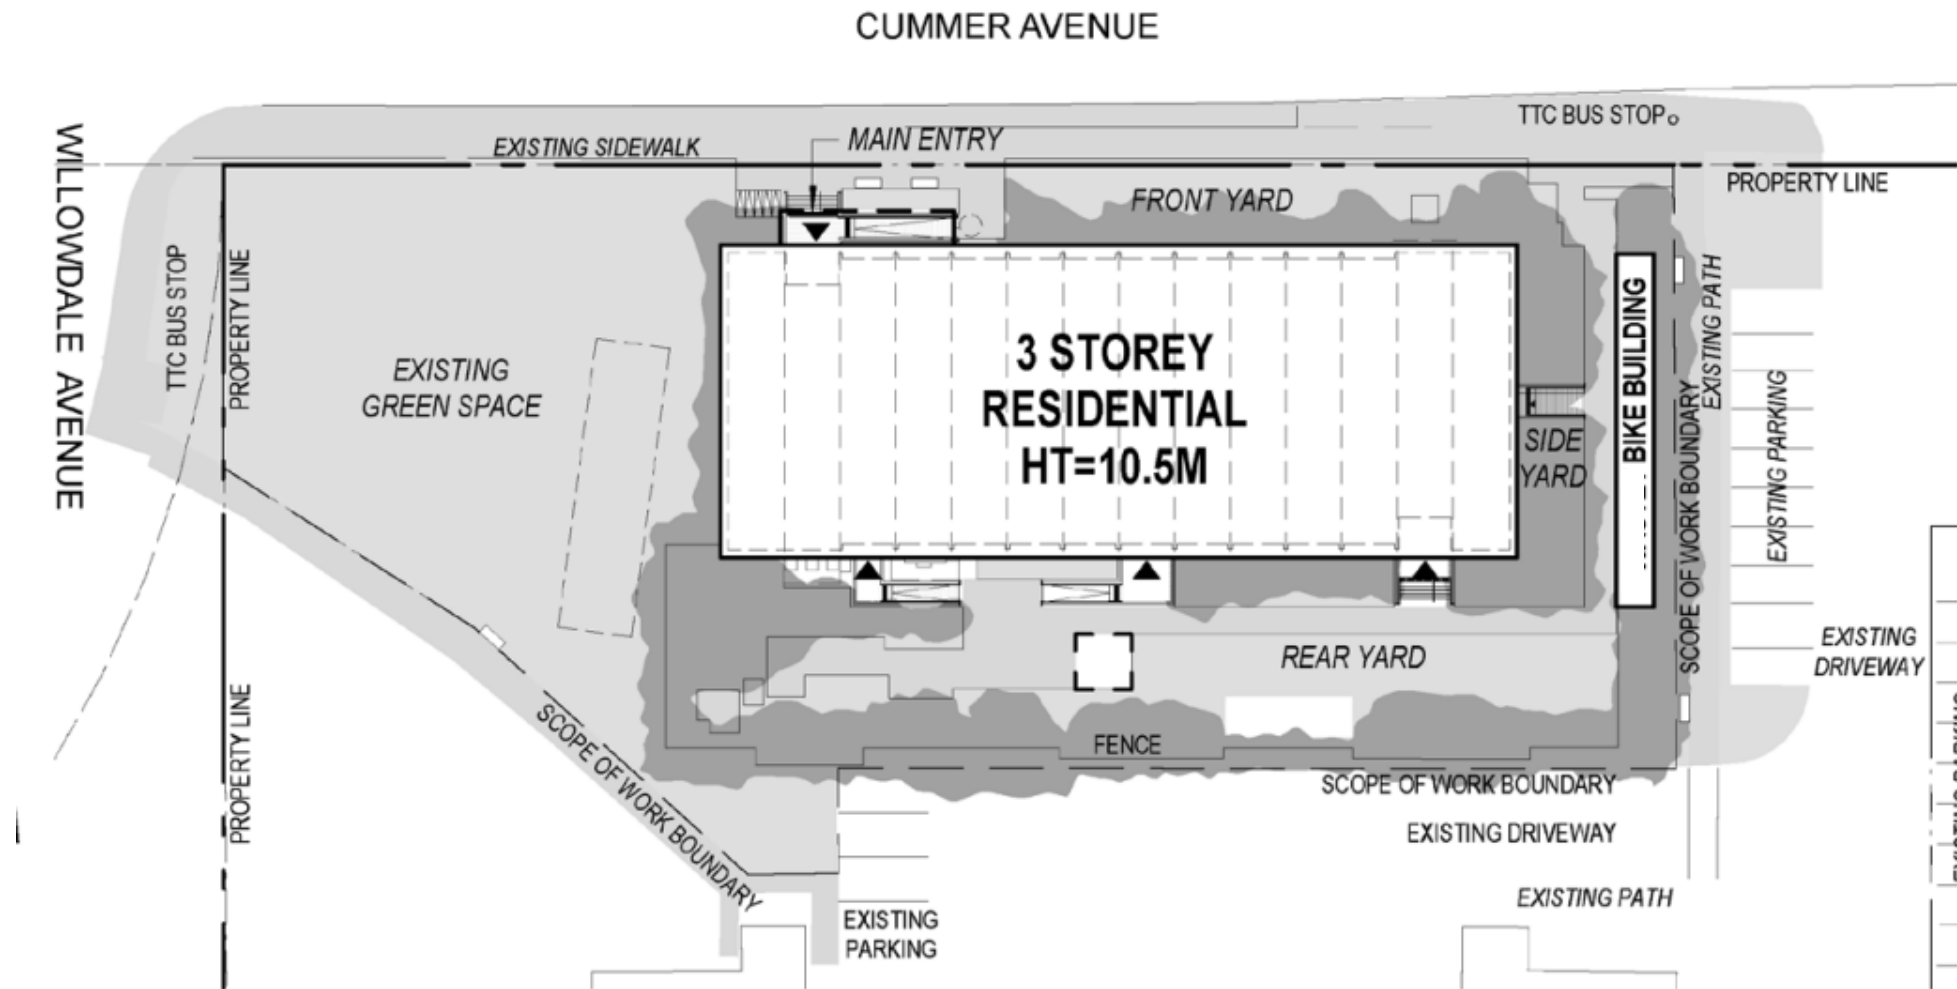 CUMMER AVENUE
TTC BUS STOP
MAIN ENTRY
EXISTING SIDEWALK
PROPERTY LINE
FRONT YARD
WILLOWDALE AVENUE
TTC BUS STOP
PROPERTY LINE
EXISTING
GREEN SPACE
3 STOREY
RESIDENTIAL
HT=10.5M
SIDE
YARD
BIKE BUILDING
SCOPE OF WORK BOUNDARY
EXISTING PATH
EXISTING PARKING
EXISTING
DRIVEWAY
REAR YARD
PROPERTY LINE
SCOPE OF WORK BOUNDARY
FENCE
SCOPE OF WORK BOUNDARY
EXISTING DRIVEWAY
EXISTING PATH
EXISTING
PARKING